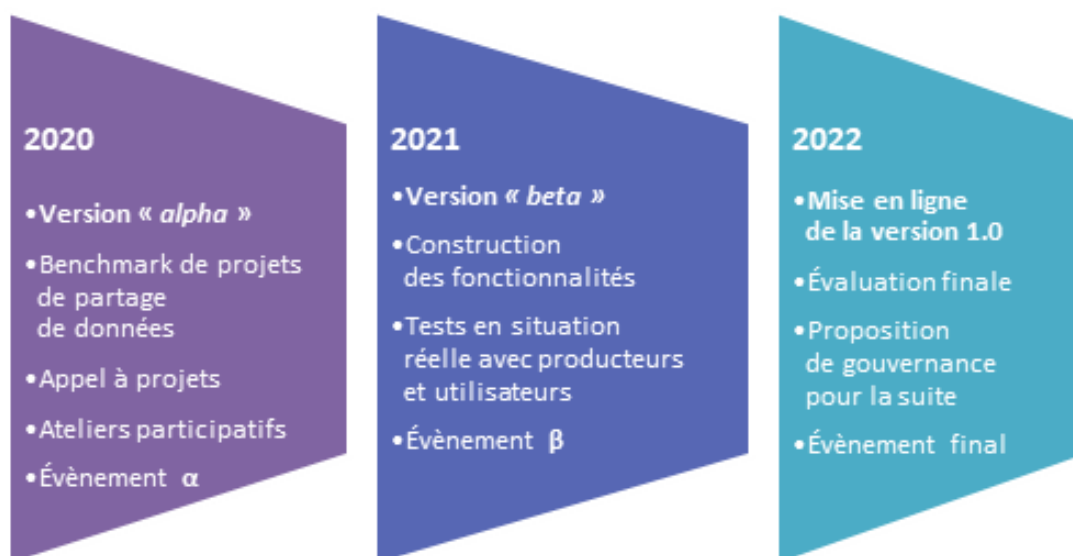 2020
•Version « alpha »
•Benchmark de projets
de partage
de données
•Appel à projets
•Ateliers participatifs
•Évènement α
2021
•Version « beta »
•Construction
des fonctionnalités
•Tests en situation
réelle avec producteurs
et utilisateurs
•Évènement β
2022
•Mise en ligne
de la version 1.0
•Évaluation finale
•Proposition
de gouvernance
pour la suite
•Évènement final